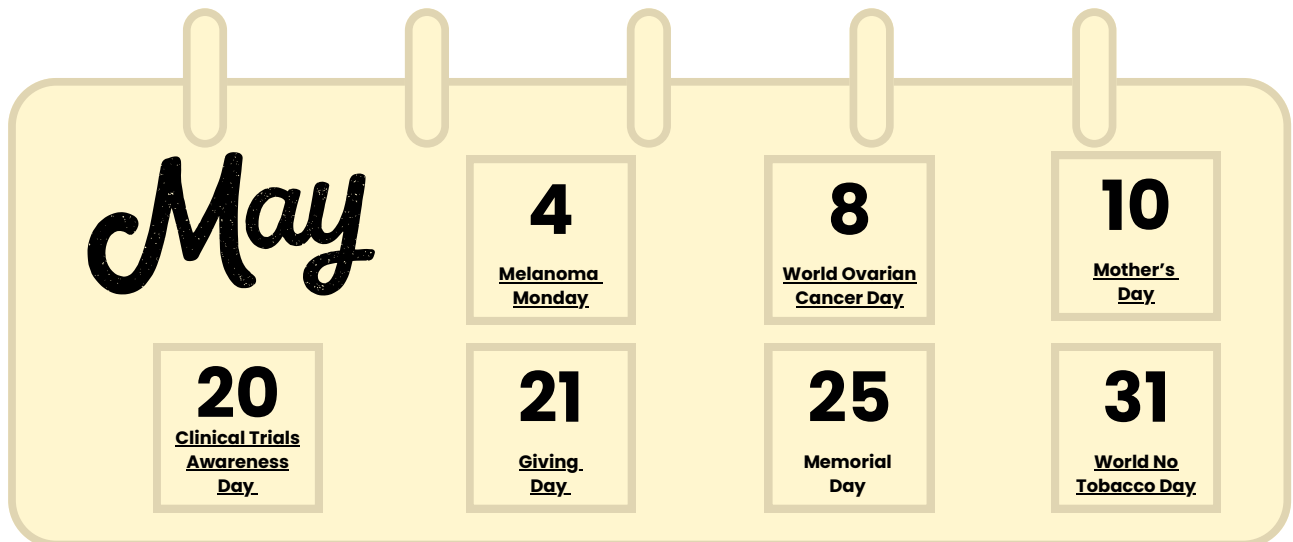 May
4
Melanoma
Monday
8
World Ovarian
Cancer Day
10
Mother’s
Day
20
Clinical Trials
Awareness
Day
21
Giving
Day
25
Memorial
Day
31
World No
Tobacco Day